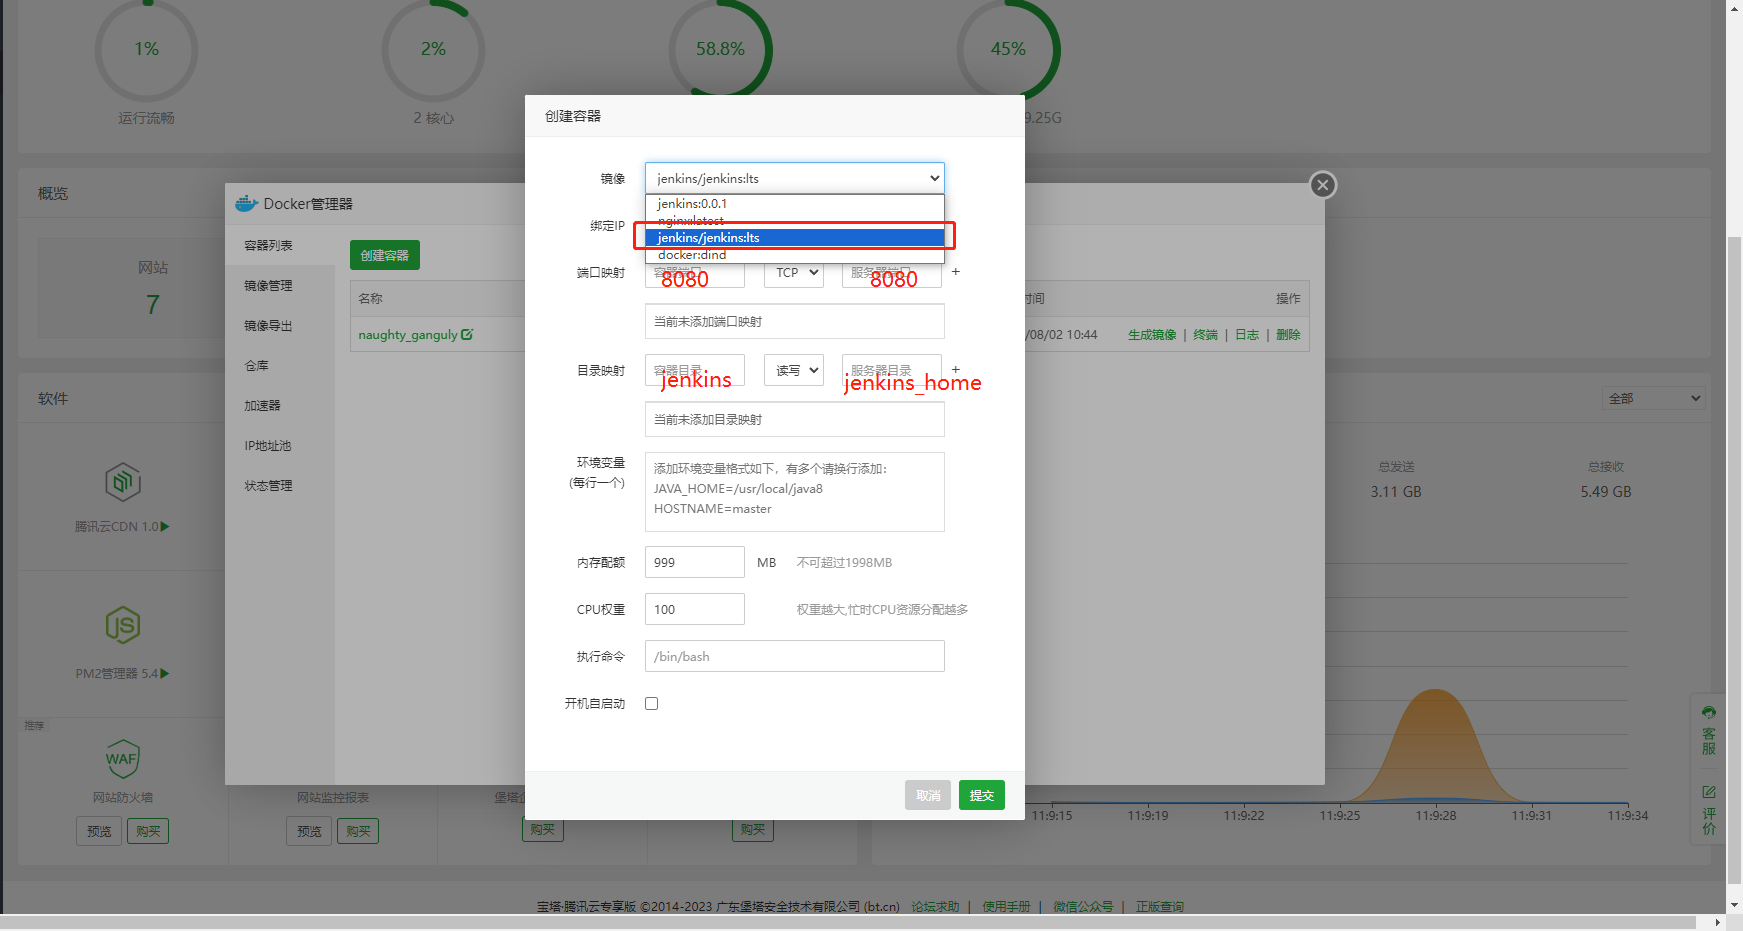 1%
2%
58.8%
45%
运行流畅
2 核心
9.25G
创建容器
镜像
jenkins/jenkins:lts
jenkins:0.0.1
nginx:latest
jenkins/jenkins:lts
docker:dind
绑定IP
端口映射
容器端口
TCP
服务器端口
+
8080
8080
当前未添加端口映射
目录映射
容器目录
读写
服务器目录
+
jenkins
jenkins_home
当前未添加目录映射
环境变量
(每行一个)
添加环境变量格式如下，有多个请换行添加：
JAVA_HOME=/usr/local/java8
HOSTNAME=master
内存配额
999
MB
不可超过1998MB
CPU权重
100
权重越大,忙时CPU资源分配越多
执行命令
/bin/bash
开机自启动
取消
提交
概览
网站
7
软件
腾讯云CDN 1.0
PM2管理器 5.4
推荐
WAF
网站防火墙
预览
购买
网站监控报表
预览
购买
堡塔
购买
购买
Docker管理器
容器列表
镜像管理
镜像导出
仓库
加速器
IP地址池
状态管理
创建容器
名称
时间
操作
naughty_ganguly
/08/02 10:44
生成镜像 | 终端 | 日志 | 删除
全部
总发送
3.11 GB
总接收
5.49 GB
11:9:15
11:9:19
11:9:22
11:9:25
11:9:28
11:9:31
11:9:34
客服
评价
宝塔·腾讯云专享版 ©2014-2023 广东堡塔安全技术有限公司 (bt.cn) 论坛求助 | 使用手册 | 微信公众号 | 正版查询